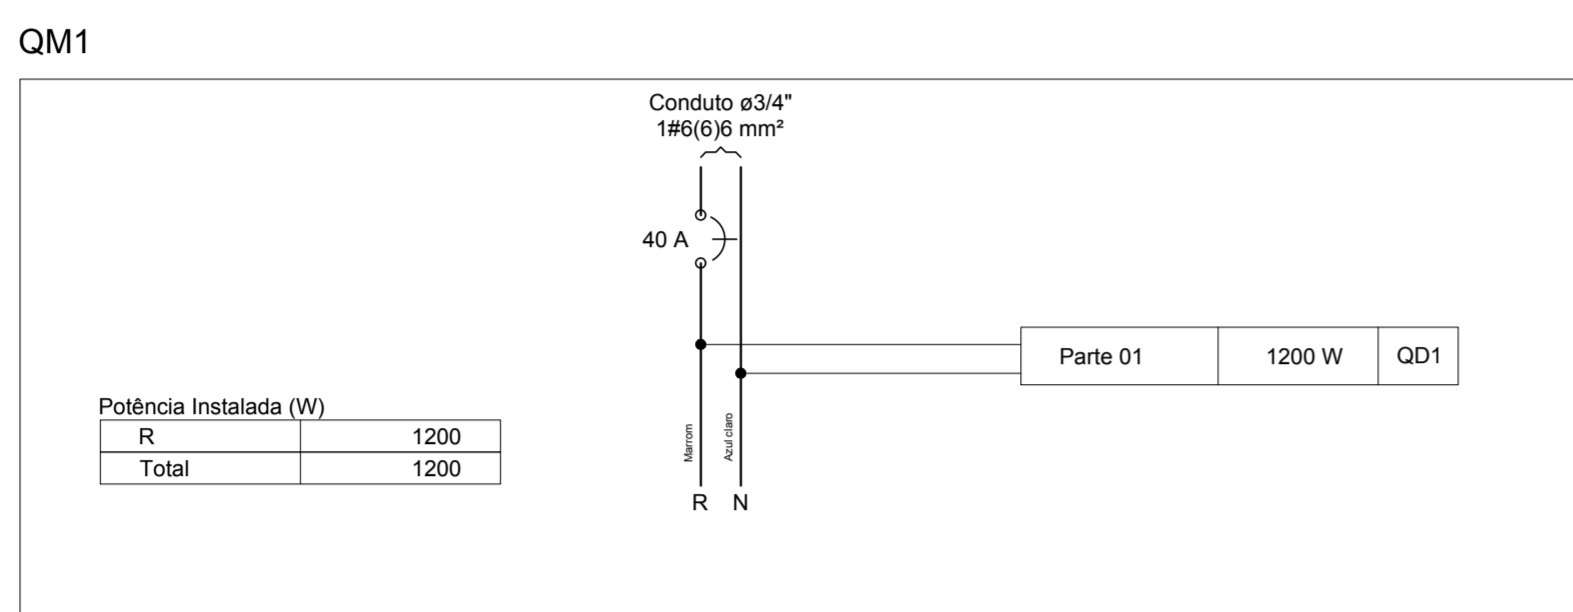 QM1
Conduto ø3/4"
1#6(6)6 mm²
40 A
Parte 01 1200 W QD1
Potência Instalada (W)
R 1200
Total 1200
Marrom
Azul claro
R N